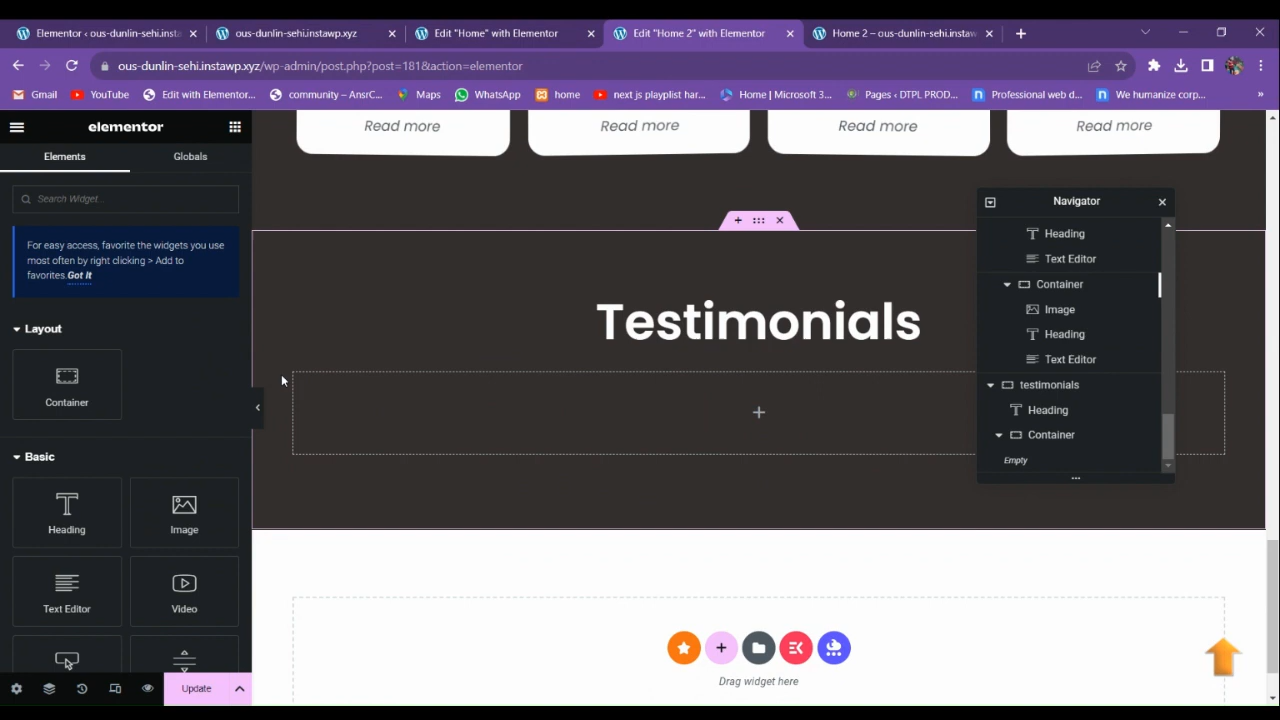 Elementor ‹ ous-dunlin-sehi.insta
ous-dunlin-sehi.instawp.xyz
Edit "Home" with Elementor
Edit "Home 2" with Elementor
Home 2 – ous-dunlin-sehi.instaw
ous-dunlin-sehi.instawp.xyz/wp-admin/post.php?post=181&action=elementor
Gmail
YouTube
Edit with Elementor...
community – AnsrC...
Maps
WhatsApp
home
next js playplist har...
Home | Microsoft 3...
Pages ‹ DTPL PROD...
Professional web d...
We humanize corp...
»
elementor
Elements
Globals
Search Widget...
For easy access, favorite the widgets you use
most often by right clicking > Add to
favorites.Got It
Layout
Container
Basic
Heading
Image
Text Editor
Video
Update
Read more
Read more
Read more
Read more
Testimonials
Drag widget here
Navigator
Heading
Text Editor
Container
Image
Heading
Text Editor
testimonials
Heading
Container
Empty